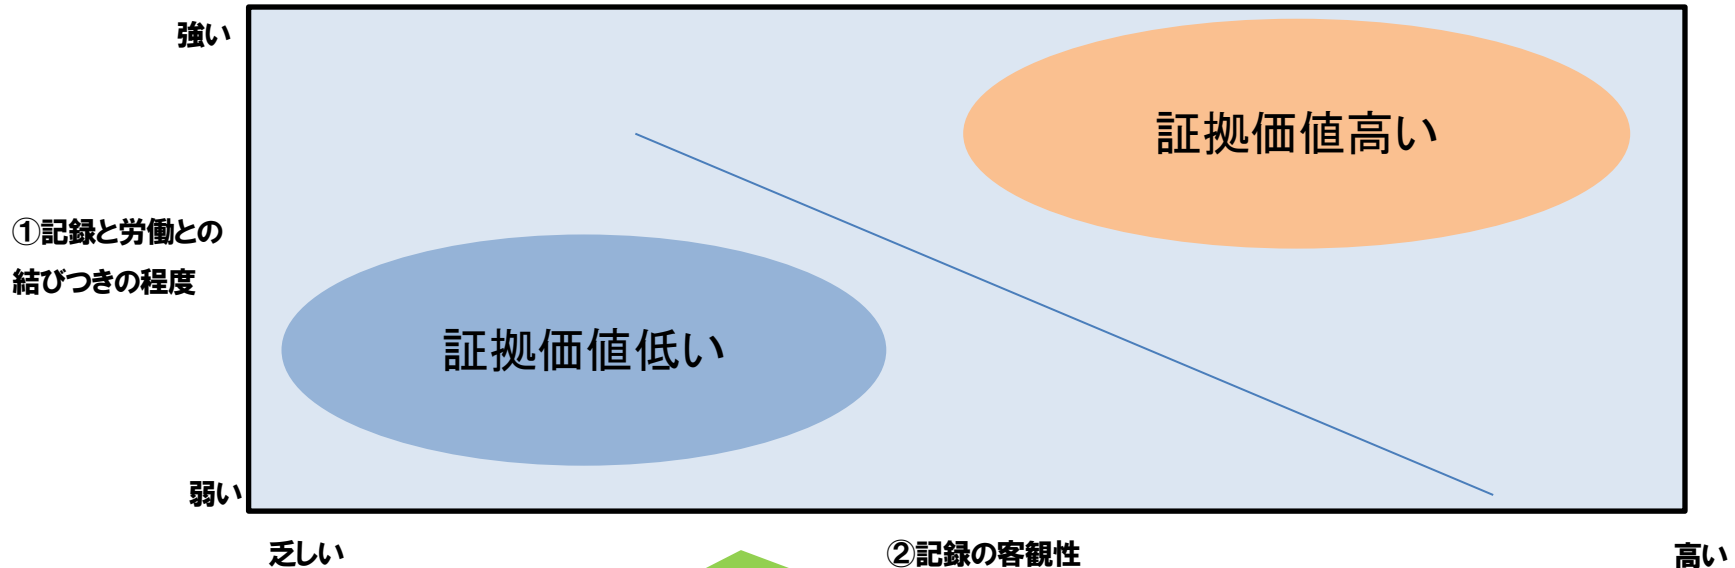 強い
証拠価値高い
①記録と労働との
結びつきの程度
証拠価値低い
弱い
乏しい
②記録の客観性
高い